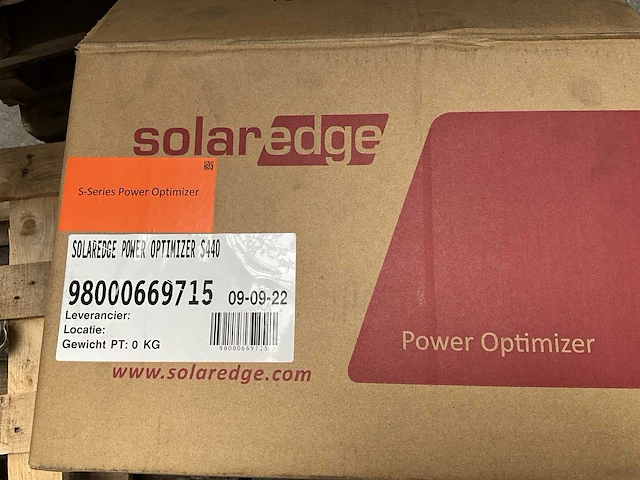 solaredge
S-Series Power Optimizer
SOLAREDGE POWER OPTIMIZER S440
98000669715 09-09-22
Leverancier:
Locatie:
Gewicht PT: 0 KG
98000669715
www.solaredge.com
Power Optimizer